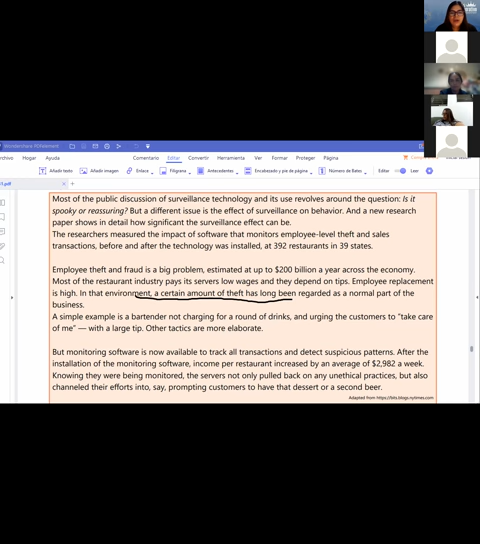 Wondershare PDFelement
Archivo Hogar Ayuda Comentario Editar Convertir Herramienta Ver Formar Proteger Página
Añadir texto Añadir imagen Enlace Filigrana Antecedentes Encabezado y pie de página Número de Bates Editar Leer
1.pdf
Most of the public discussion of surveillance technology and its use revolves around the question: Is it
spooky or reassuring? But a different issue is the effect of surveillance on behavior. And a new research
paper shows in detail how significant the surveillance effect can be.
The researchers measured the impact of software that monitors employee-level theft and sales
transactions, before and after the technology was installed, at 392 restaurants in 39 states.
Employee theft and fraud is a big problem, estimated at up to $200 billion a year across the economy.
Most of the restaurant industry pays its servers low wages and they depend on tips. Employee replacement
is high. In that environment, a certain amount of theft has long been regarded as a normal part of the
business.
A simple example is a bartender not charging for a round of drinks, and urging the customers to "take care
of me" — with a large tip. Other tactics are more elaborate.
But monitoring software is now available to track all transactions and detect suspicious patterns. After the
installation of the monitoring software, income per restaurant increased by an average of $2,982 a week.
Knowing they were being monitored, the servers not only pulled back on any unethical practices, but also
channeled their efforts into, say, prompting customers to have that dessert or a second beer.
Adapted from https://bits.blogs.nytimes.com